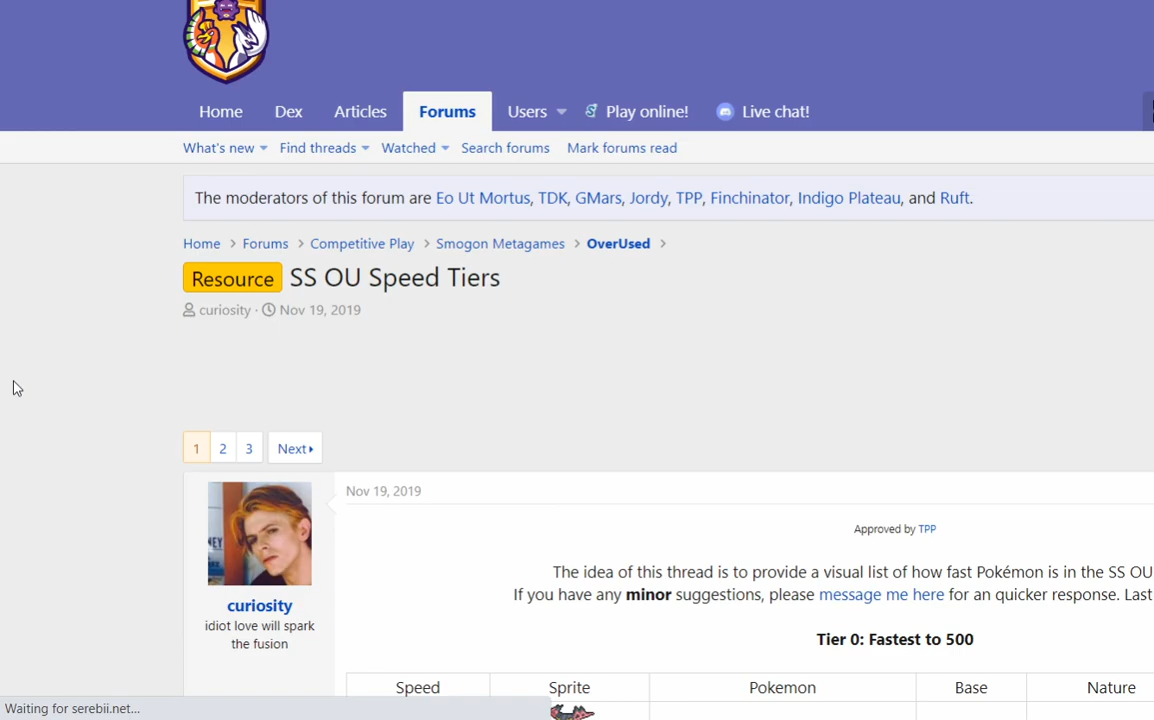 Home Dex Articles Forums Users Play online! Live chat!
What's new Find threads Watched Search forums Mark forums read
The moderators of this forum are Eo Ut Mortus, TDK, GMars, Jordy, TPP, Finchinator, Indigo Plateau, and Ruft.
Home > Forums > Competitive Play > Smogon Metagames > OverUsed >
Resource SS OU Speed Tiers
curiosity · Nov 19, 2019
1 2 3 Next
Nov 19, 2019
Approved by TPP
The idea of this thread is to provide a visual list of how fast Pokémon is in the SS OU
If you have any minor suggestions, please message me here for an quicker response. Last
curiosity
idiot love will spark
the fusion
Tier 0: Fastest to 500
Speed Sprite Pokemon Base Nature
Waiting for serebii.net...